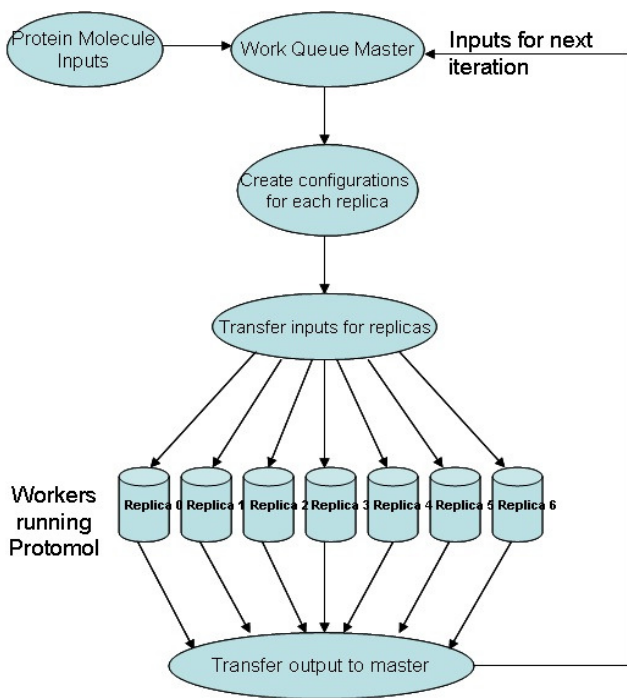 Protein Molecule
Inputs
Work Queue Master
Inputs for next
iteration
Create configurations
for each replica
Transfer inputs for replicas
Workers
running
Protomol
Replica 0
Replica 1
Replica 2
Replica 3
Replica 4
Replica 5
Replica 6
Transfer output to master